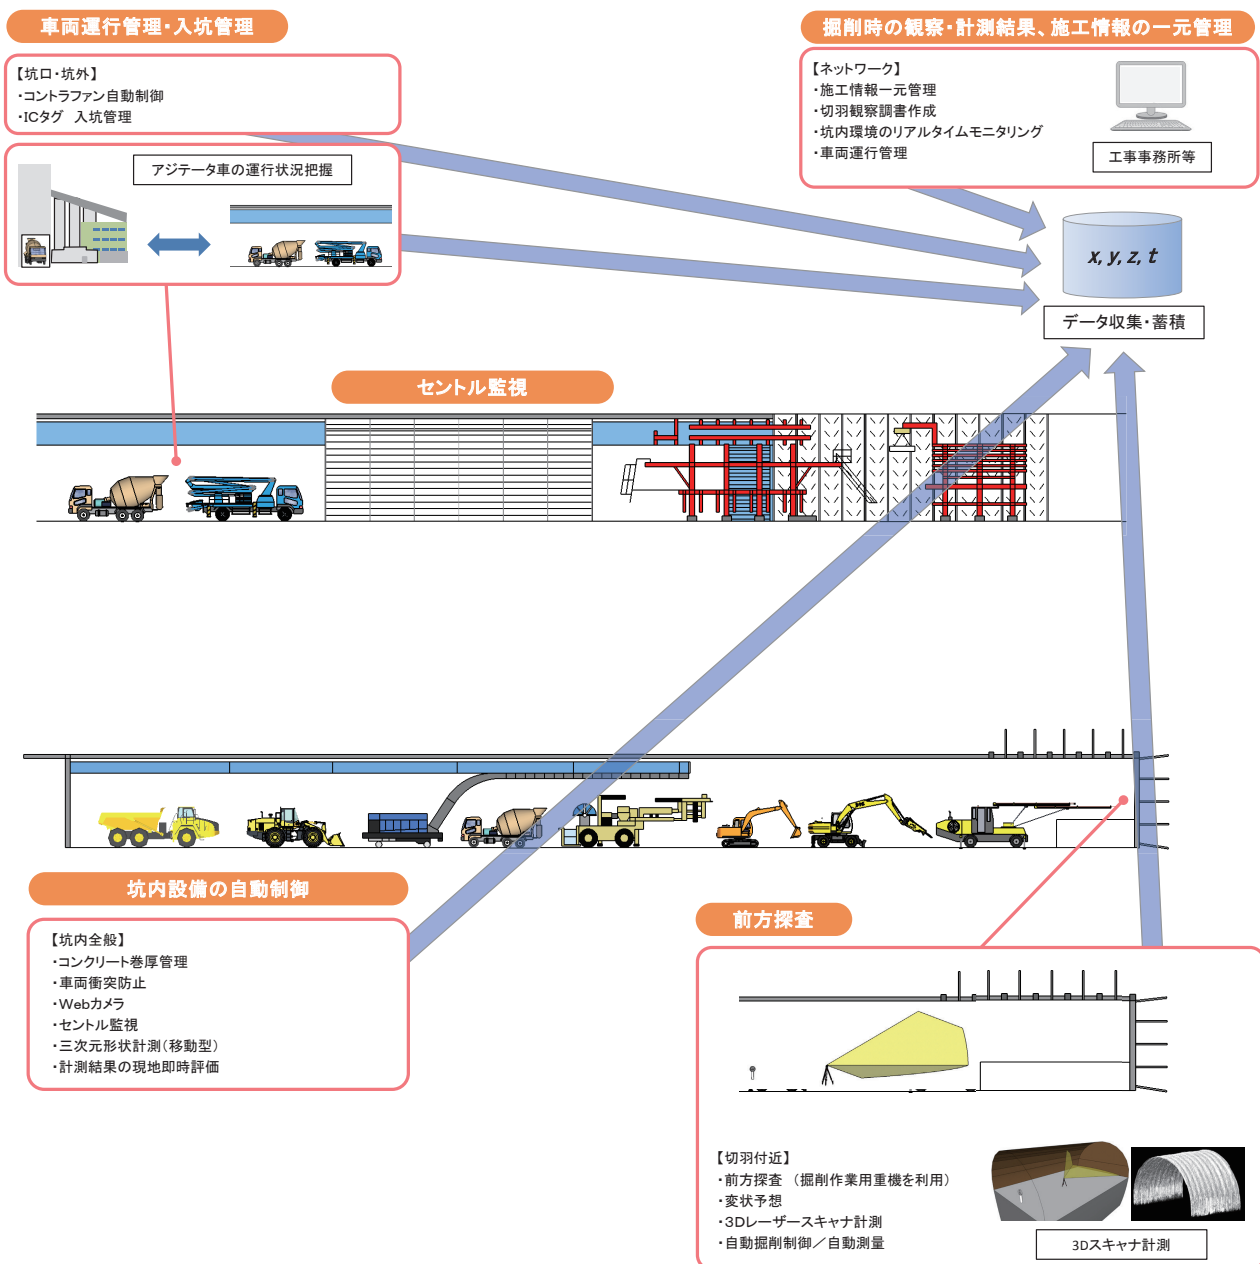 車両運行管理・入坑管理
【坑口・坑外】
・コントラファン自動制御
・ICタグ 入坑管理
アジテータ車の運行状況把握
掘削時の観察・計測結果、施工情報の一元管理
【ネットワーク】
・施工情報一元管理
・切羽観察調書作成
・坑内環境のリアルタイムモニタリング
・車両運行管理
工事事務所等
x, y, z, t
データ収集・蓄積
セントル監視
坑内設備の自動制御
【坑内全般】
・コンクリート巻厚管理
・車両衝突防止
・Webカメラ
・セントル監視
・三次元形状計測(移動型)
・計測結果の現地即時評価
前方探査
【切羽付近】
・前方探査 (掘削作業用重機を利用)
・変状予想
・3Dレーザースキャナ計測
・自動掘削制御／自動測量
3Dスキャナ計測